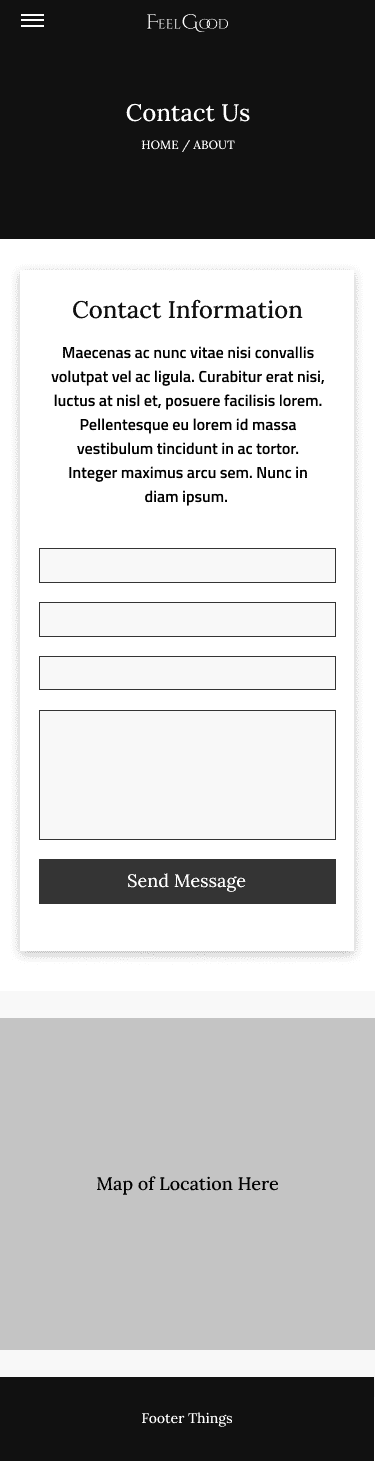 FEELGOOD
Contact Us
HOME / ABOUT
Contact Information
Maecenas ac nunc vitae nisi convallis
volutpat vel ac ligula. Curabitur erat nisi,
luctus at nisl et, posuere facilisis lorem.
Pellentesque eu lorem id massa
vestibulum tincidunt in ac tortor.
Integer maximus arcu sem. Nunc in
diam ipsum.
Send Message
Map of Location Here
Footer Things